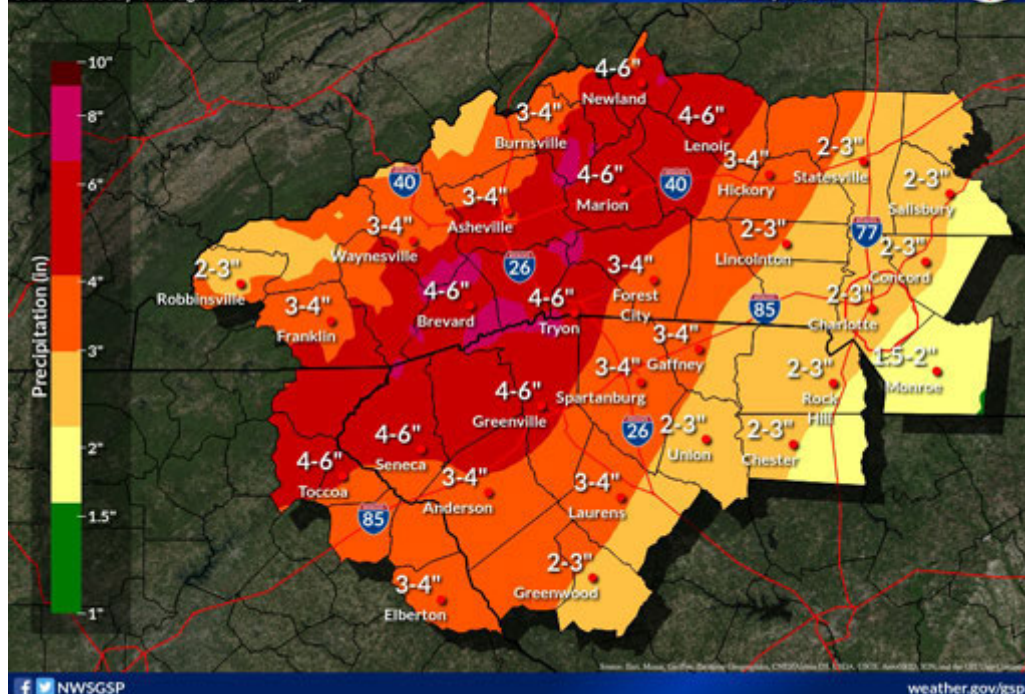 10"
8"
6"
4"
3"
2"
1.5"
1"
Precipitation (in)
4-6"
Newland
3-4"
Burnsville
4-6"
Lenoir
40
3-4"
Asheville
4-6"
Marion
40
3-4"
Hickory
2-3"
Statesville
2-3"
Salisbury
3-4"
Waynesville
2-3"
Lincolnton
77
2-3"
Concord
2-3"
Robbinsville
26
3-4"
Franklin
4-6"
Brevard
4-6"
Tryon
3-4"
Forest
City
85
2-3"
Charlotte
3-4"
Gaffney
1.5-2"
Monroe
3-4"
Spartanburg
2-3"
Rock
Hill
4-6"
Greenville
26
2-3"
Union
2-3"
Chester
4-6"
Seneca
4-6"
Toccoa
3-4"
Anderson
3-4"
Laurens
85
2-3"
Greenwood
3-4"
Elberton
NWSGSP
weather.gov/gsp